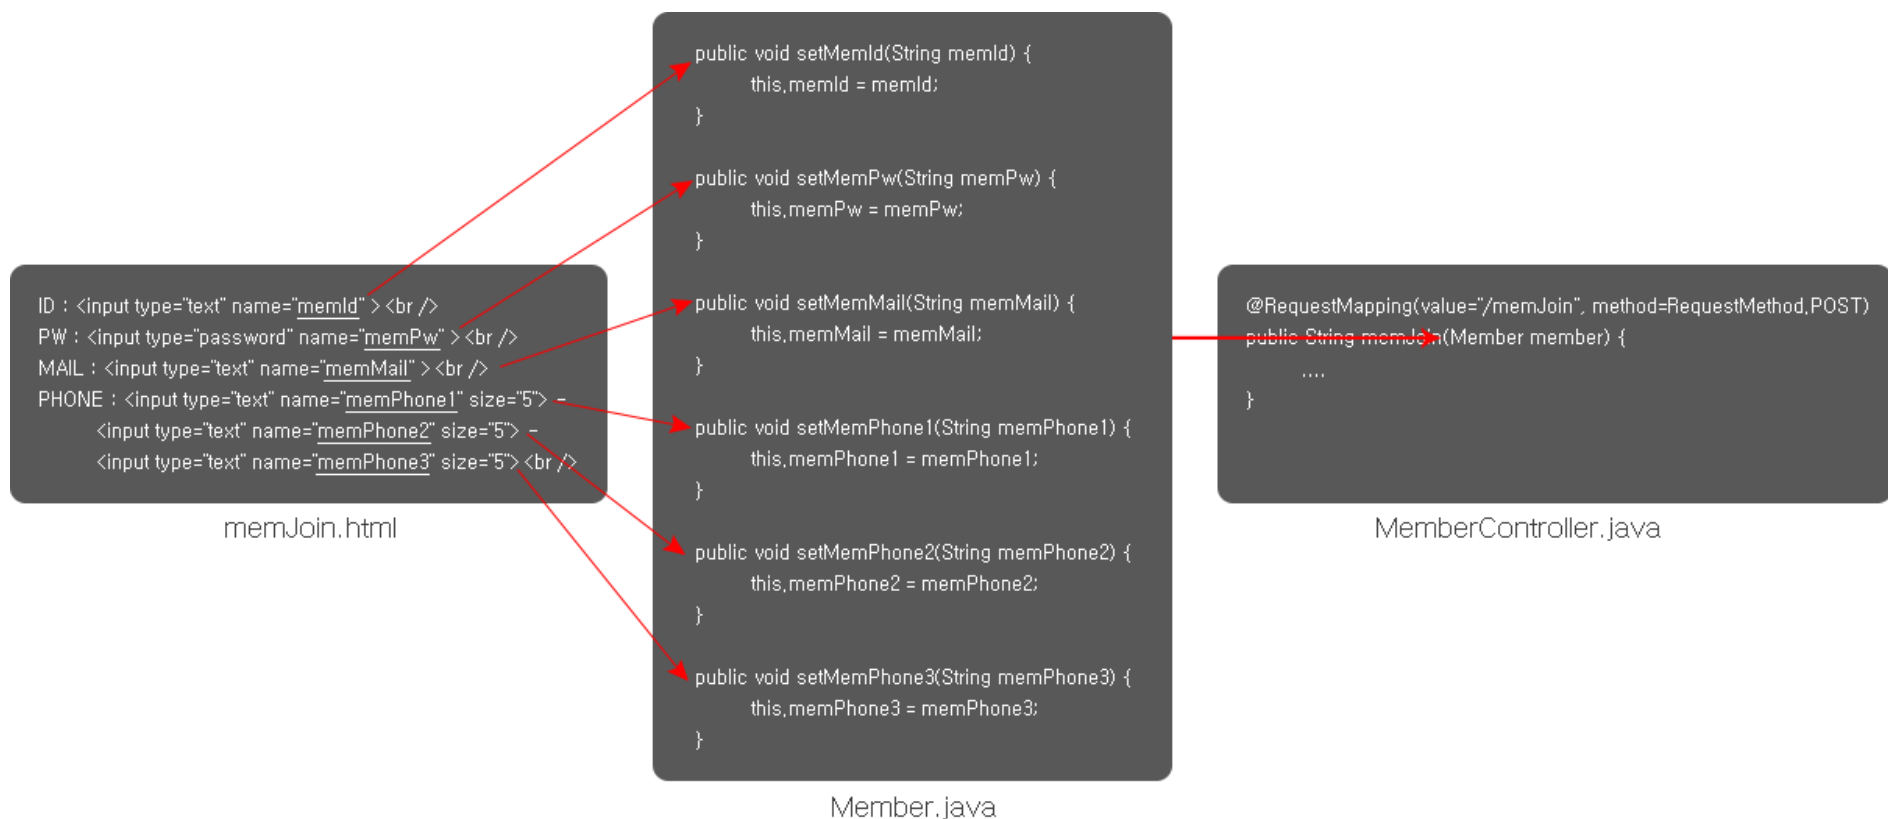 ID : <input type="text" name="memId" ><br />
PW : <input type="password" name="memPw" ><br />
MAIL : <input type="text" name="memMail" ><br />
PHONE : <input type="text" name="memPhone1" size="5"> -
<input type="text" name="memPhone2" size="5"> -
<input type="text" name="memPhone3" size="5"><br />
memJoin.html
public void setMemId(String memId) {
this.memId = memId;
}
public void setMemPw(String memPw) {
this.memPw = memPw;
}
public void setMemMail(String memMail) {
this.memMail = memMail;
}
public void setMemPhone1(String memPhone1) {
this.memPhone1 = memPhone1;
}
public void setMemPhone2(String memPhone2) {
this.memPhone2 = memPhone2;
}
public void setMemPhone3(String memPhone3) {
this.memPhone3 = memPhone3;
}
Member.java
@RequestMapping(value="/memJoin", method=RequestMethod.POST)
public String memJoin(Member member) {
....
}
MemberController.java